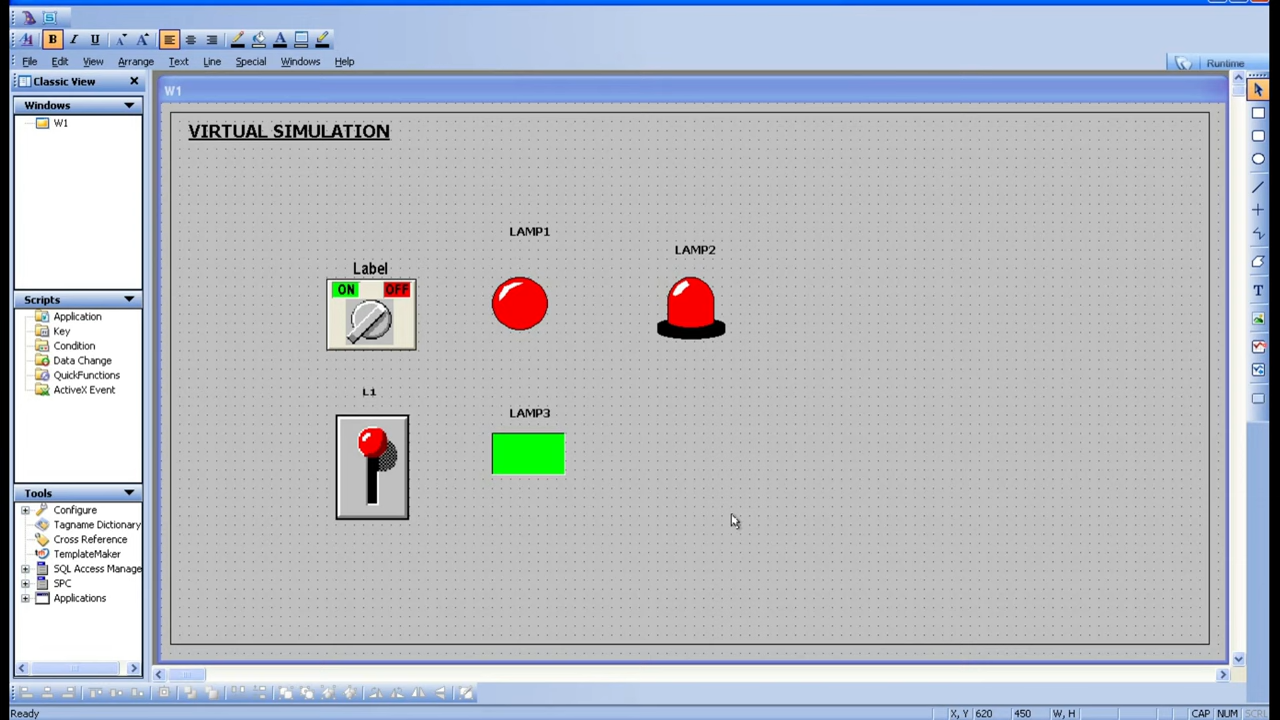 B I U A
File Edit View Arrange Text Line Special Windows Help
Runtime
Classic View
Windows
W1
Scripts
Application
Key
Condition
Data Change
QuickFunctions
ActiveX Event
Tools
Configure
Tagname Dictionary
Cross Reference
TemplateMaker
SQL Access Manage
SPC
Applications
W1
VIRTUAL SIMULATION
LAMP1
LAMP2
Label
ON OFF
L1
LAMP3
T
Ready
X, Y 620 450 W, H CAP NUM SCRL